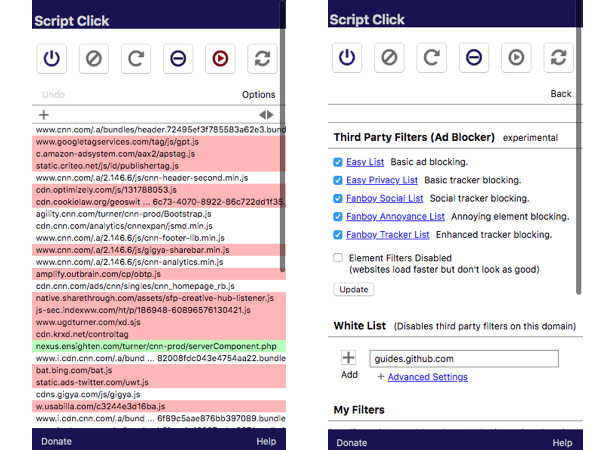 Script Click
Undo
Options
www.cnn.com/.a/bundles/header.72495ef3f785583a62e3.bund
www.googletagservices.com/tag/js/gpt.js
c.amazon-adsystem.com/aax2/apstag.js
static.criteo.net/js/ld/publishertag.js
www.cnn.com/.a/2.146.6/js/cnn-header-second.min.js
cdn.optimizely.com/js/131788053.js
cdn.cookielaw.org/geoswit ... 6c73-4070-8922-86c722dd1f35
agility.cnn.com/turner/cnn-prod/Bootstrap.js
cdn.cnn.com/analytics/cnnexpan/jsmd.min.js
www.cnn.com/.a/2.146.6/js/cnn-footer-lib.min.js
www.cnn.com/.a/2.146.6/js/gigya-sharebar.min.js
www.cnn.com/.a/2.146.6/js/cnn-analytics.min.js
amplify.outbrain.com/cp/obtp.js
cdn.cnn.com/ads/cnn/singles/cnn_homepage_rb.js
native.sharethrough.com/assets/sfp-creative-hub-listener.js
js-sec.indexww.com/ht/p/186948-60896576130421.js
www.ugdturner.com/xd.sjs
cdn.krxd.net/controltag
nexus.ensighten.com/turner/cnn-prod/serverComponent.php
www.i.cdn.cnn.com/.a/bund ... 82008fdc043e4754aa22.bundle
bat.bing.com/bat.js
static.ads-twitter.com/uwt.js
cdns.gigya.com/js/gigya.js
w.usabilla.com/c3244e3d16ba.js
www.i.cdn.cnn.com/.a/bund ... 6f89c5aae876bb397089.bundle
Donate
Help
Script Click
Back
Third Party Filters (Ad Blocker) experimental
Easy List Basic ad blocking.
Easy Privacy List Basic tracker blocking.
Fanboy Social List Social tracker blocking.
Fanboy Annoyance List Annoying element blocking.
Fanboy Tracker List Enhanced tracker blocking.
Element Filters Disabled
(websites load faster but don't look as good)
Update
White List (Disables third party filters on this domain)
guides.github.com
Add
+ Advanced Settings
My Filters
Donate
Help